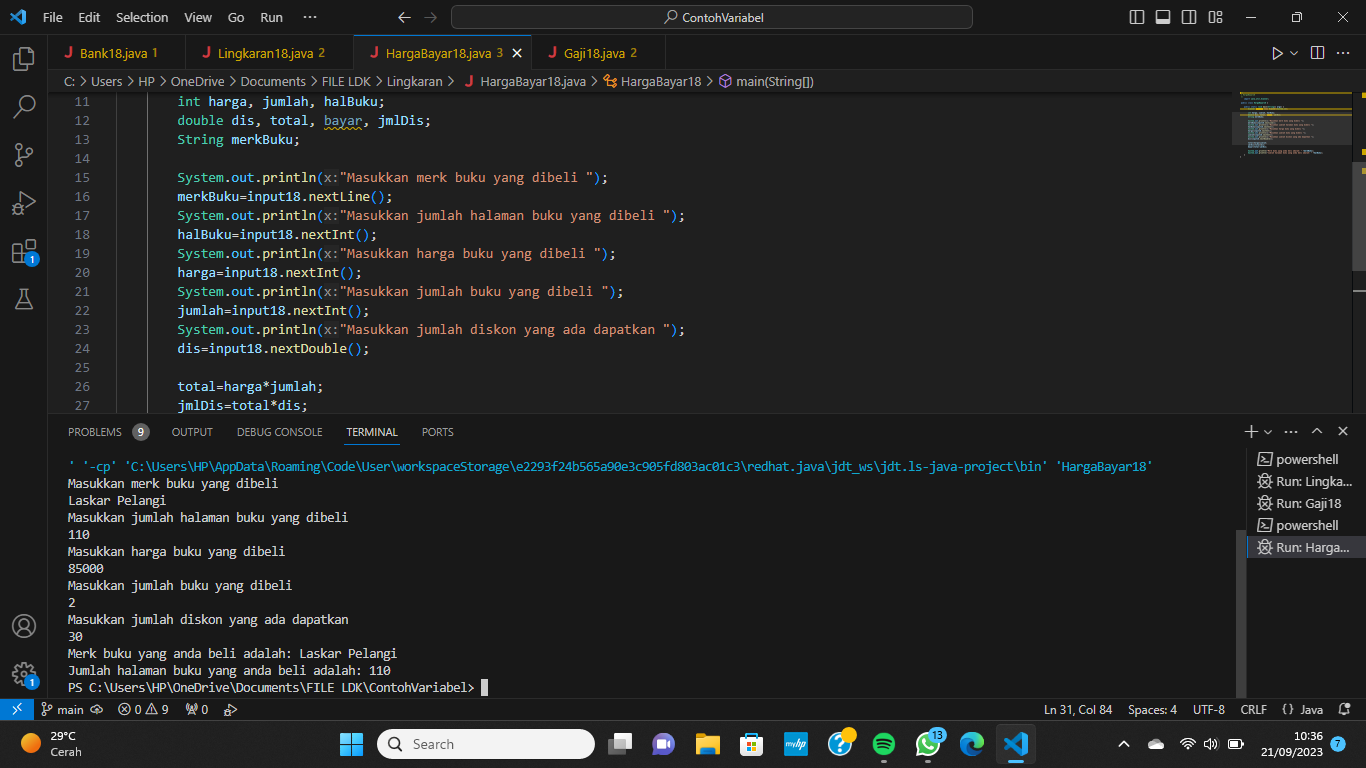 File Edit Selection View Go Run ··· ContohVariabel
Bank18.java 1 Lingkaran18.java 2 HargaBayar18.java 3 Gaji18.java 2
C: > Users > HP > OneDrive > Documents > FILE LDK > Lingkaran > HargaBayar18.java > HargaBayar18 > main(String[])
11 int harga, jumlah, halBuku;
12 double dis, total, bayar, jmlDis;
13 String merkBuku;
14
15 System.out.println(x:"Masukkan merk buku yang dibeli ");
16 merkBuku=input18.nextLine();
17 System.out.println(x:"Masukkan jumlah halaman buku yang dibeli ");
18 halBuku=input18.nextInt();
19 System.out.println(x:"Masukkan harga buku yang dibeli ");
20 harga=input18.nextInt();
21 System.out.println(x:"Masukkan jumlah buku yang dibeli ");
22 jumlah=input18.nextInt();
23 System.out.println(x:"Masukkan jumlah diskon yang ada dapatkan ");
24 dis=input18.nextDouble();
25
26 total=harga*jumlah;
27 jmlDis=total*dis;
PROBLEMS 9 OUTPUT DEBUG CONSOLE TERMINAL PORTS
' '-cp' 'C:\Users\HP\AppData\Roaming\Code\User\workspaceStorage\e2293f24b565a90e3c905fd803ac01c3\redhat.java\jdt_ws\jdt.ls-java-project\bin' 'HargaBayar18'
Masukkan merk buku yang dibeli
Laskar Pelangi
Masukkan jumlah halaman buku yang dibeli
110
Masukkan harga buku yang dibeli
85000
Masukkan jumlah buku yang dibeli
2
Masukkan jumlah diskon yang ada dapatkan
30
Merk buku yang anda beli adalah: Laskar Pelangi
Jumlah halaman buku yang anda beli adalah: 110
PS C:\Users\HP\OneDrive\Documents\FILE LDK\ContohVariabel>
powershell
Run: Lingka...
Run: Gaji18
powershell
Run: Harga...
1
1
main 0 9 0 Ln 31, Col 84 Spaces: 4 UTF-8 CRLF {} Java
29°C
Cerah
Search
myhp
13
10:36
21/09/2023
7